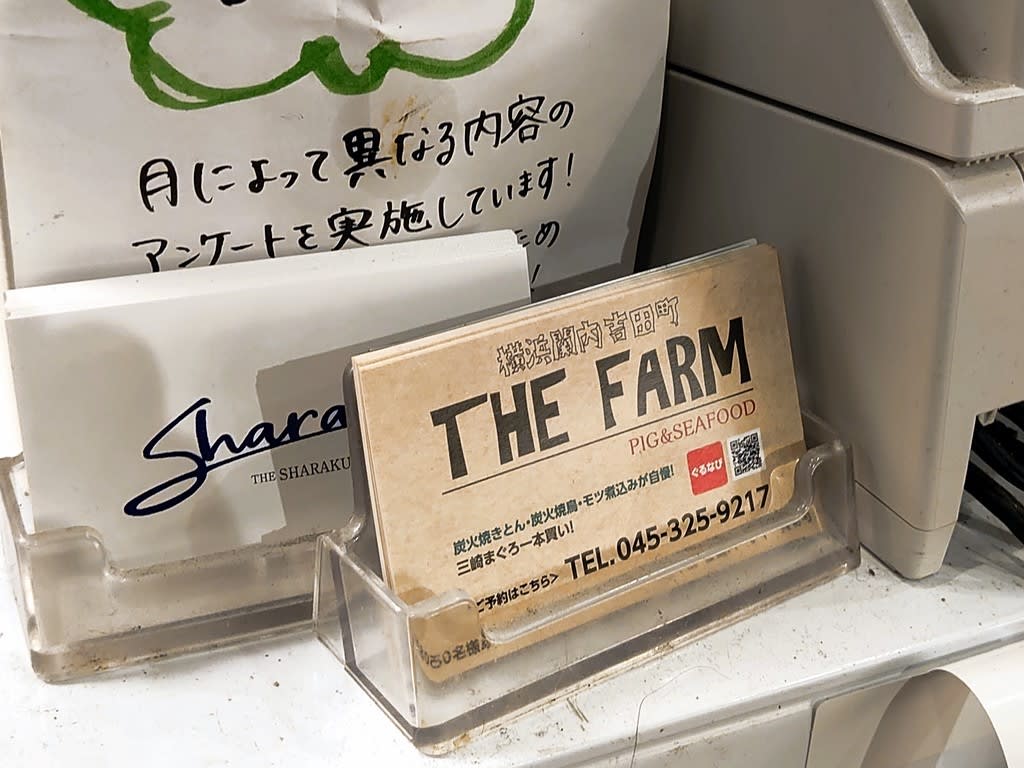 月によって異なる内容の
アンケートを実施しています!
ため
Shara
THE SHARAKU
横浜関内吉田町
THE FARM
PIG&SEAFOOD
ぐるなび
炭火焼きとん・炭火焼鳥・モツ煮込みが自慢!
三崎まぐろ一本買い!
ご予約はこちら> TEL.045-325-9217